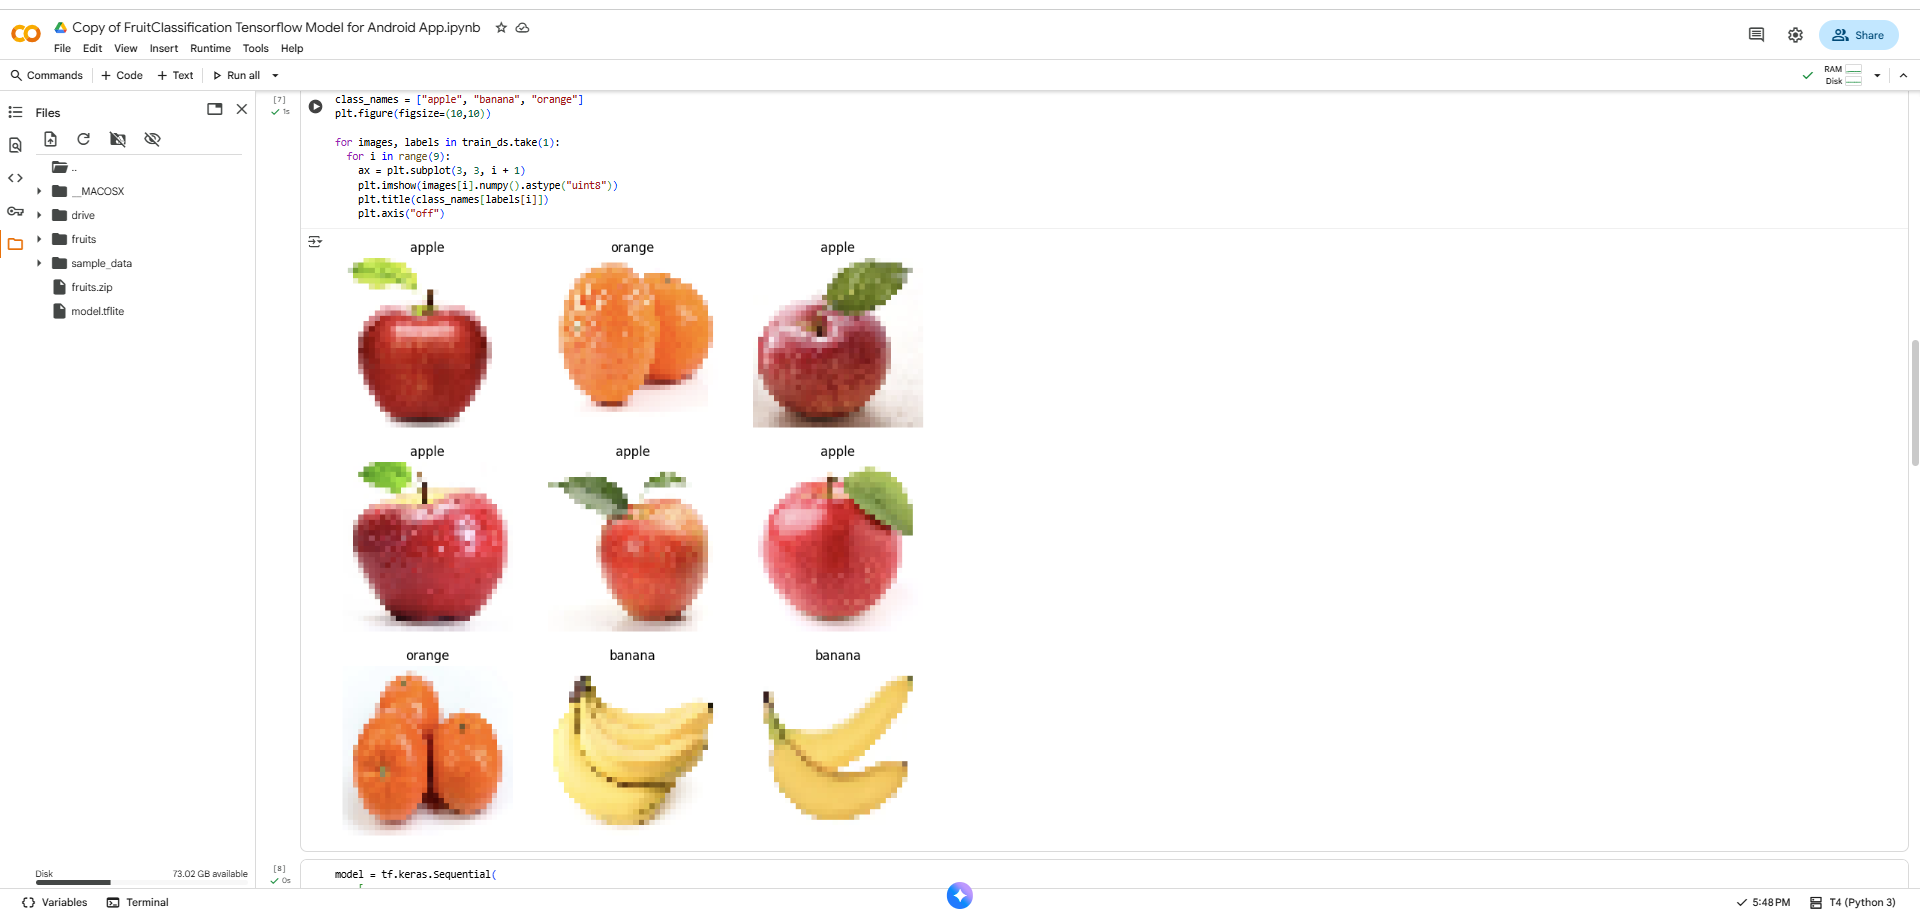 Copy of FruitClassification Tensorflow Model for Android App.ipynb
File Edit View Insert Runtime Tools Help
Share
Commands + Code + Text Run all
RAM
Disk
Files
..
__MACOSX
drive
fruits
sample_data
fruits.zip
model.tflite
Disk 73.02 GB available
[7]
1s
class_names = ["apple", "banana", "orange"]
plt.figure(figsize=(10,10))
for images, labels in train_ds.take(1):
for i in range(9):
ax = plt.subplot(3, 3, i + 1)
plt.imshow(images[i].numpy().astype("uint8"))
plt.title(class_names[labels[i]])
plt.axis("off")
apple orange apple
apple apple apple
orange banana banana
[8]
0s
model = tf.keras.Sequential(
[
Variables Terminal
5:48 PM T4 (Python 3)